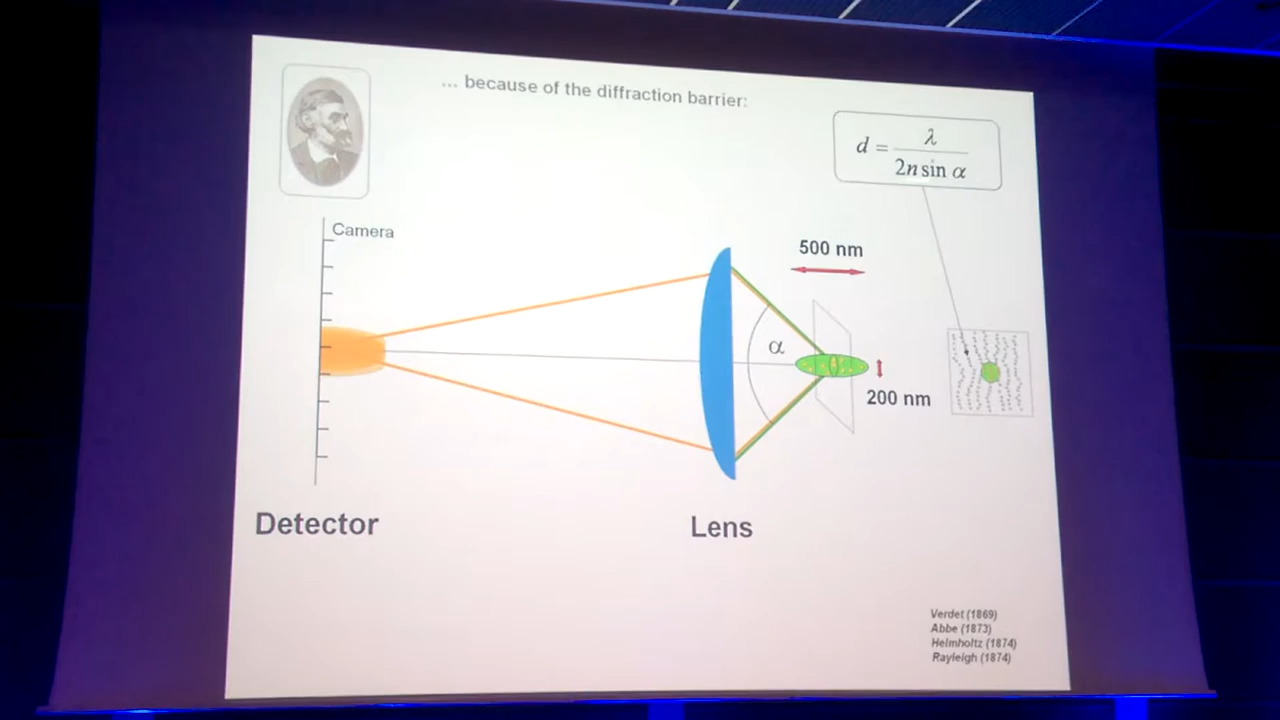 ... because of the diffraction barrier:
d = λ / 2n sin α
Camera
500 nm
α
200 nm
Detector
Lens
Verdet (1869)
Abbe (1873)
Helmholtz (1874)
Rayleigh (1874)